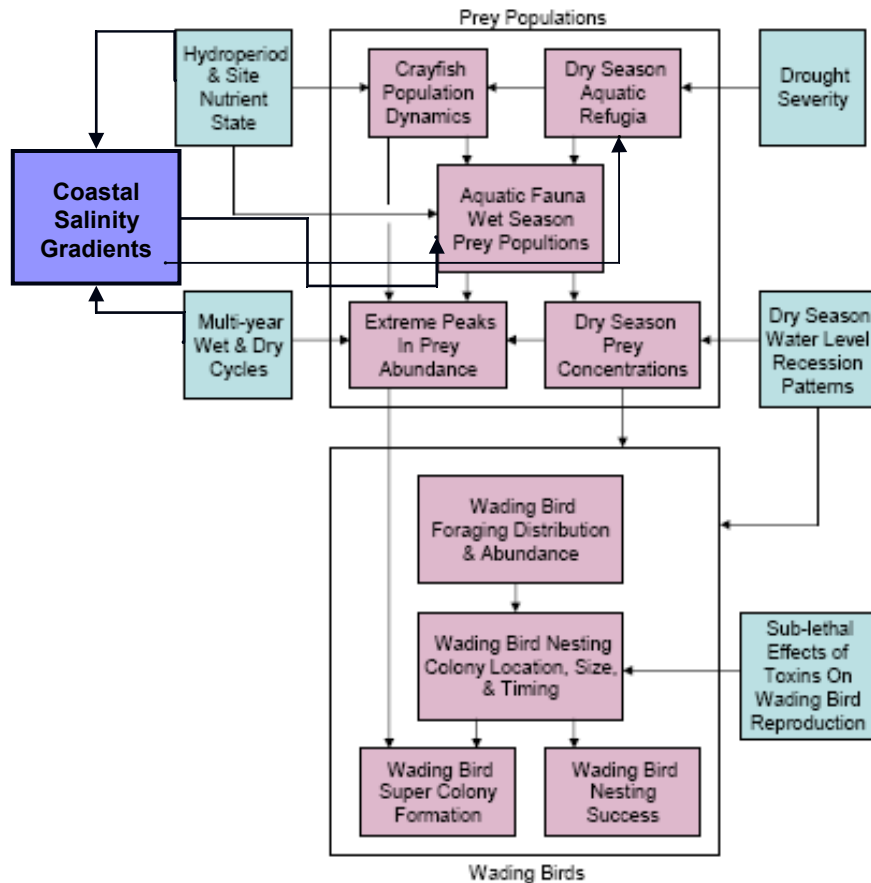 Prey Populations
Hydroperiod
& Site
Nutrient
State
Crayfish
Population
Dynamics
Dry Season
Aquatic
Refugia
Drought
Severity
Coastal
Salinity
Gradients
Aquatic Fauna
Wet Season
Prey Popultions
Multi-year
Wet & Dry
Cycles
Extreme Peaks
In Prey
Abundance
Dry Season
Prey
Concentrations
Dry Season
Water Level
Recession
Patterns
Wading Bird
Foraging Distribution
& Abundance
Wading Bird Nesting
Colony Location, Size,
& Timing
Sub-lethal
Effects of
Toxins On
Wading Bird
Reproduction
Wading Bird
Super Colony
Formation
Wading Bird
Nesting
Success
Wading Birds